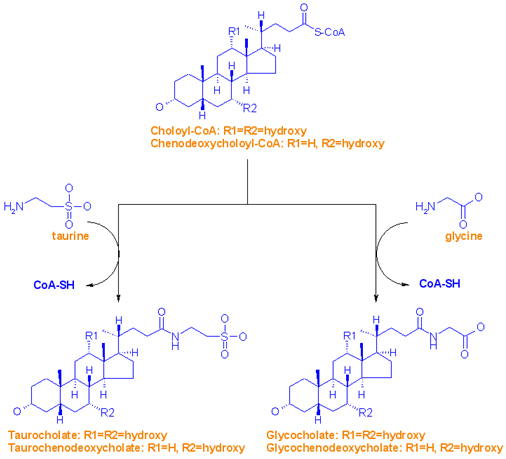 H
O
S-CoA
R1
H
H
H
H
O
R2
H
Choloyl-CoA: R1=R2=hydroxy
Chenodeoxycholoyl-CoA: R1=H, R2=hydroxy
O
H2N
S-O
O
taurine
O
H2N
O
glycine
CoA-SH
CoA-SH
H
O
N
H
O
S-O
O
R1
H
H
H
H
O
R2
H
H
O
N
H
O
O
R1
H
H
H
H
O
R2
H
Taurocholate: R1=R2=hydroxy
Taurochenodeoxycholate: R1=H, R2=hydroxy
Glycocholate: R1=R2=hydroxy
Glycochenodeoxycholate: R1=H, R2=hydroxy